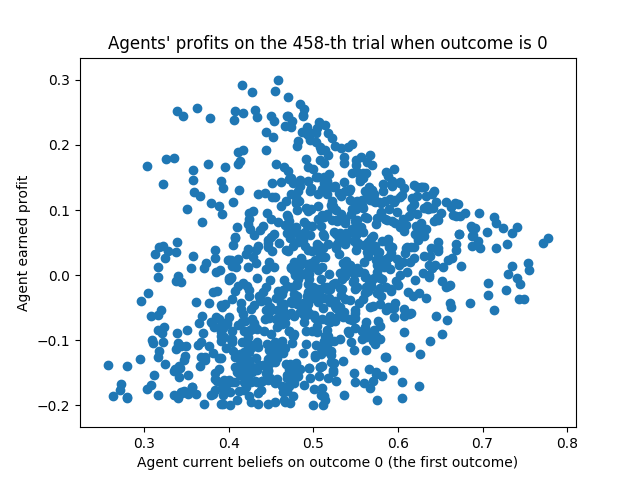 Agents' profits on the 458-th trial when outcome is 0
Agent earned profit
0.3
0.2
0.1
0.0
−0.1
−0.2
0.3 0.4 0.5 0.6 0.7 0.8
Agent current beliefs on outcome 0 (the first outcome)